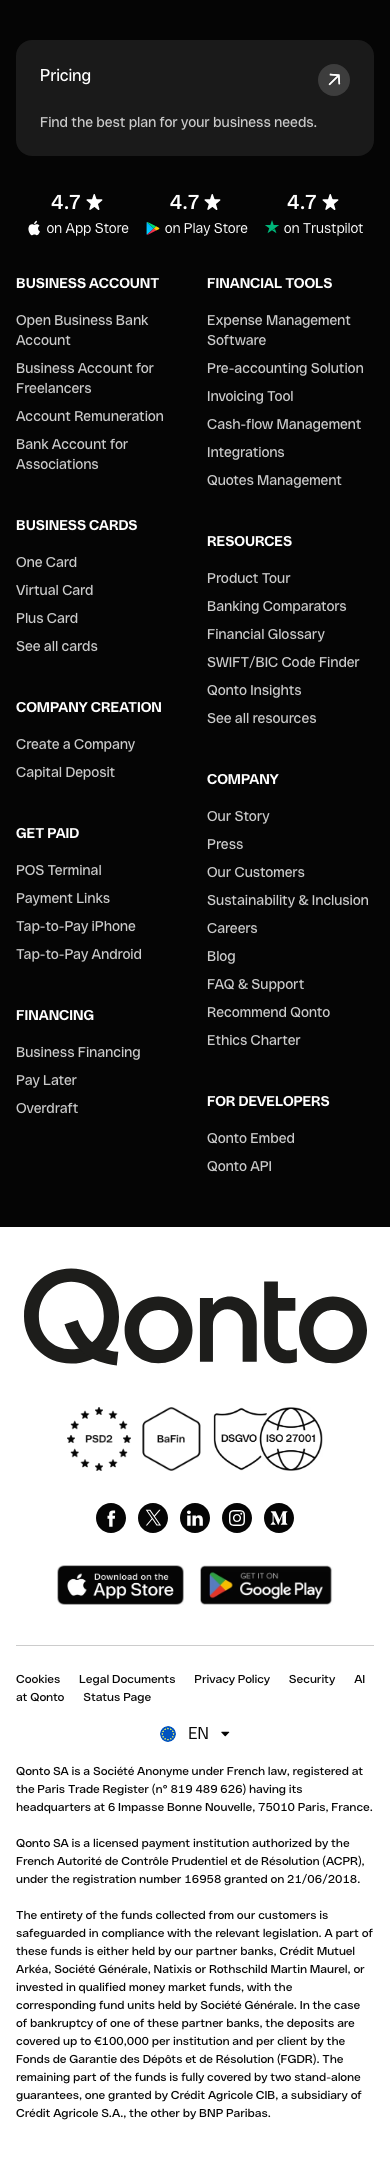 Pricing
Find the best plan for your business needs.
4.7
on App Store
4.7
on Play Store
4.7
on Trustpilot
BUSINESS ACCOUNT
Open Business Bank
Account
Business Account for
Freelancers
Account Remuneration
Bank Account for
Associations
BUSINESS CARDS
One Card
Virtual Card
Plus Card
See all cards
COMPANY CREATION
Create a Company
Capital Deposit
GET PAID
POS Terminal
Payment Links
Tap-to-Pay iPhone
Tap-to-Pay Android
FINANCING
Business Financing
Pay Later
Overdraft
FINANCIAL TOOLS
Expense Management
Software
Pre-accounting Solution
Invoicing Tool
Cash-flow Management
Integrations
Quotes Management
RESOURCES
Product Tour
Banking Comparators
Financial Glossary
SWIFT/BIC Code Finder
Qonto Insights
See all resources
COMPANY
Our Story
Press
Our Customers
Sustainability & Inclusion
Careers
Blog
FAQ & Support
Recommend Qonto
Ethics Charter
FOR DEVELOPERS
Qonto Embed
Qonto API
Qonto
PSD2
BaFin
DSGVO
ISO 27001
Download on the
App Store
GET IT ON
Google Play
Cookies Legal Documents Privacy Policy Security AI
at Qonto Status Page
EN
Qonto SA is a Société Anonyme under French law, registered at
the Paris Trade Register (n° 819 489 626) having its
headquarters at 6 Impasse Bonne Nouvelle, 75010 Paris, France.
Qonto SA is a licensed payment institution authorized by the
French Autorité de Contrôle Prudentiel et de Résolution (ACPR),
under the registration number 16958 granted on 21/06/2018.
The entirety of the funds collected from our customers is
safeguarded in compliance with the relevant legislation. A part of
these funds is either held by our partner banks, Crédit Mutuel
Arkéa, Société Générale, Natixis or Rothschild Martin Maurel, or
invested in qualified money market funds, with the
corresponding fund units held by Société Générale. In the case
of bankruptcy of one of these partner banks, the deposits are
covered up to €100,000 per institution and per client by the
Fonds de Garantie des Dépôts et de Résolution (FGDR). The
remaining part of the funds is fully covered by two stand-alone
guarantees, one granted by Crédit Agricole CIB, a subsidiary of
Crédit Agricole S.A., the other by BNP Paribas.